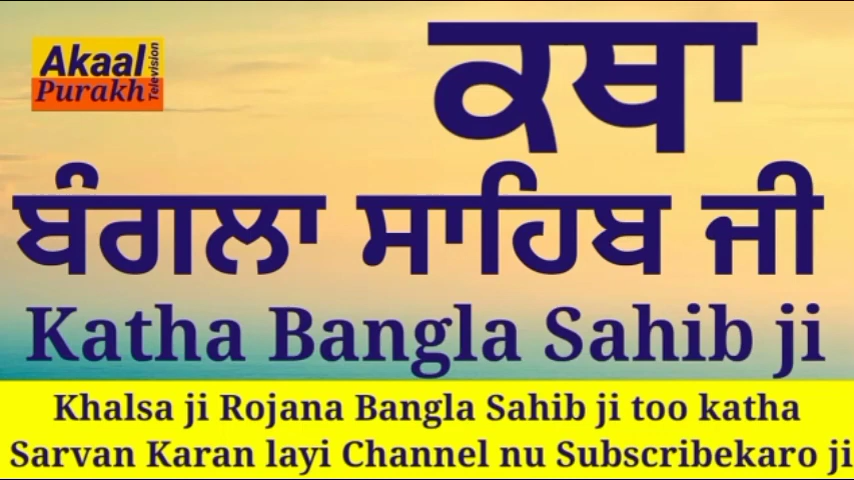 Akaal
Purakh
Television
ਕਥਾ
ਬੰਗਲਾ ਸਾਹਿਬ ਜੀ
Katha Bangla Sahib ji
Khalsa ji Rojana Bangla Sahib ji too katha
Sarvan Karan layi Channel nu Subscribekaro ji